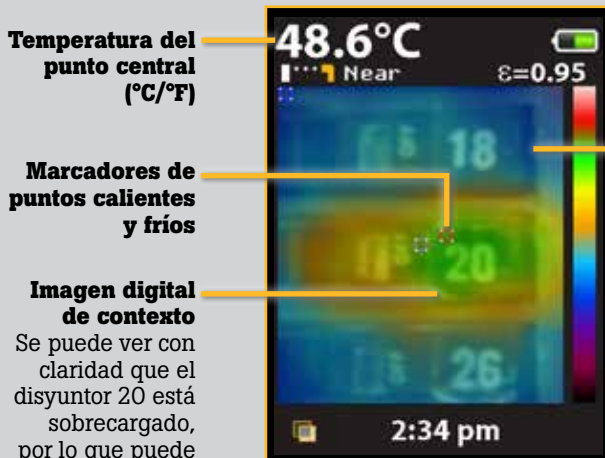 Temperatura del
punto central
(°C/°F)
Marcadores de
puntos calientes
y fríos
Imagen digital
de contexto
Se puede ver con
claridad que el
disyuntor 20 está
sobrecargado,
por lo que puede
48.6°C
Near
ε=0.95
18
20
26
2:34 pm